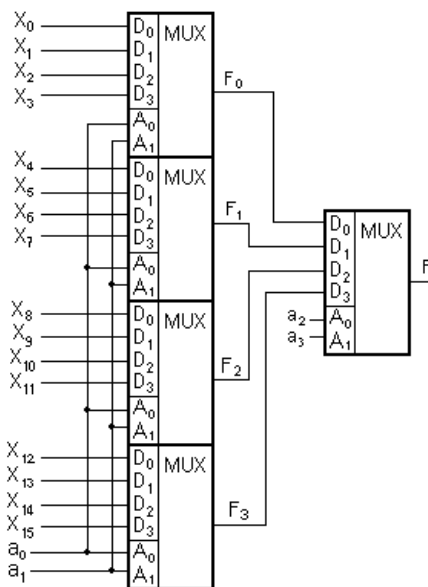 X₀ D₀ MUX
X₁ D₁
X₂ D₂
X₃ D₃ F₀
A₀
A₁
X₄ D₀ MUX
X₅ D₁
X₆ D₂ F₁
X₇ D₃
A₀
A₁
X₈ D₀ MUX
X₉ D₁
X₁₀ D₂ F₂
X₁₁ D₃
A₀
A₁
X₁₂ D₀ MUX
X₁₃ D₁
X₁₄ D₂
X₁₅ D₃ F₃
a₀ A₀
a₁ A₁
D₀ MUX
D₁
D₂ F
D₃
a₂ A₀
a₃ A₁